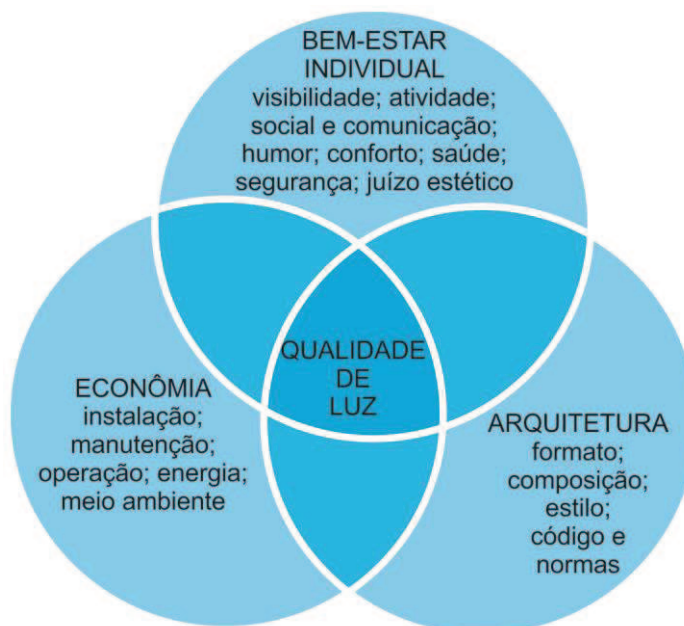 BEM-ESTAR
INDIVIDUAL
visibilidade; atividade;
social e comunicação;
humor; conforto; saúde;
segurança; juízo estético
QUALIDADE
DE
LUZ
ECONÔMIA
instalação;
manutenção;
operação; energia;
meio ambiente
ARQUITETURA
formato;
composição;
estilo;
código e
normas